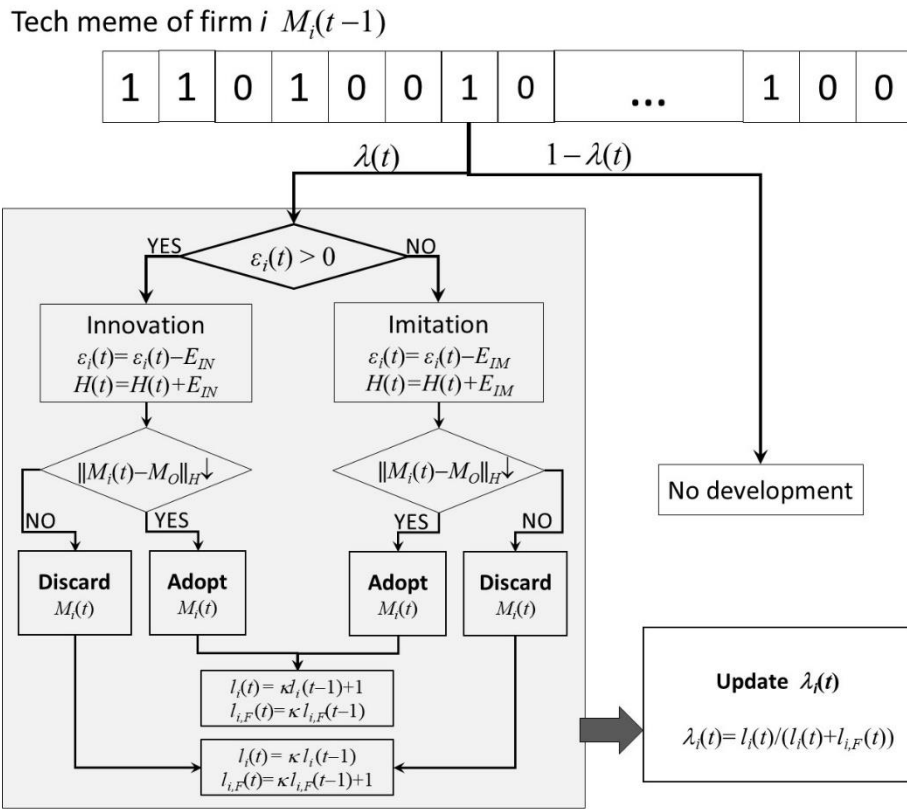 Tech meme of firm i M_i(t−1)
1 1 0 1 0 0 1 0 ... 1 0 0
λ(t) 1−λ(t)
YES NO
ε_i(t) > 0
Innovation Imitation
ε_i(t)= ε_i(t)−E_IN ε_i(t)= ε_i(t)−E_IM
H(t)=H(t)+E_IN H(t)=H(t)+E_IM
||M_i(t)−M_O||_H↓ ||M_i(t)−M_O||_H↓
No development
NO YES YES NO
Discard Adopt Adopt Discard
M_i(t) M_i(t) M_i(t) M_i(t)
l_i(t)= κl_i(t−1)+1
l_i,F(t)=κ l_i,F(t−1)
l_i(t)= κ l_i(t−1)
l_i,F(t)=κl_i,F(t−1)+1
Update λ_i(t)
λ_i(t)= l_i(t)/(l_i(t)+l_i,F(t))